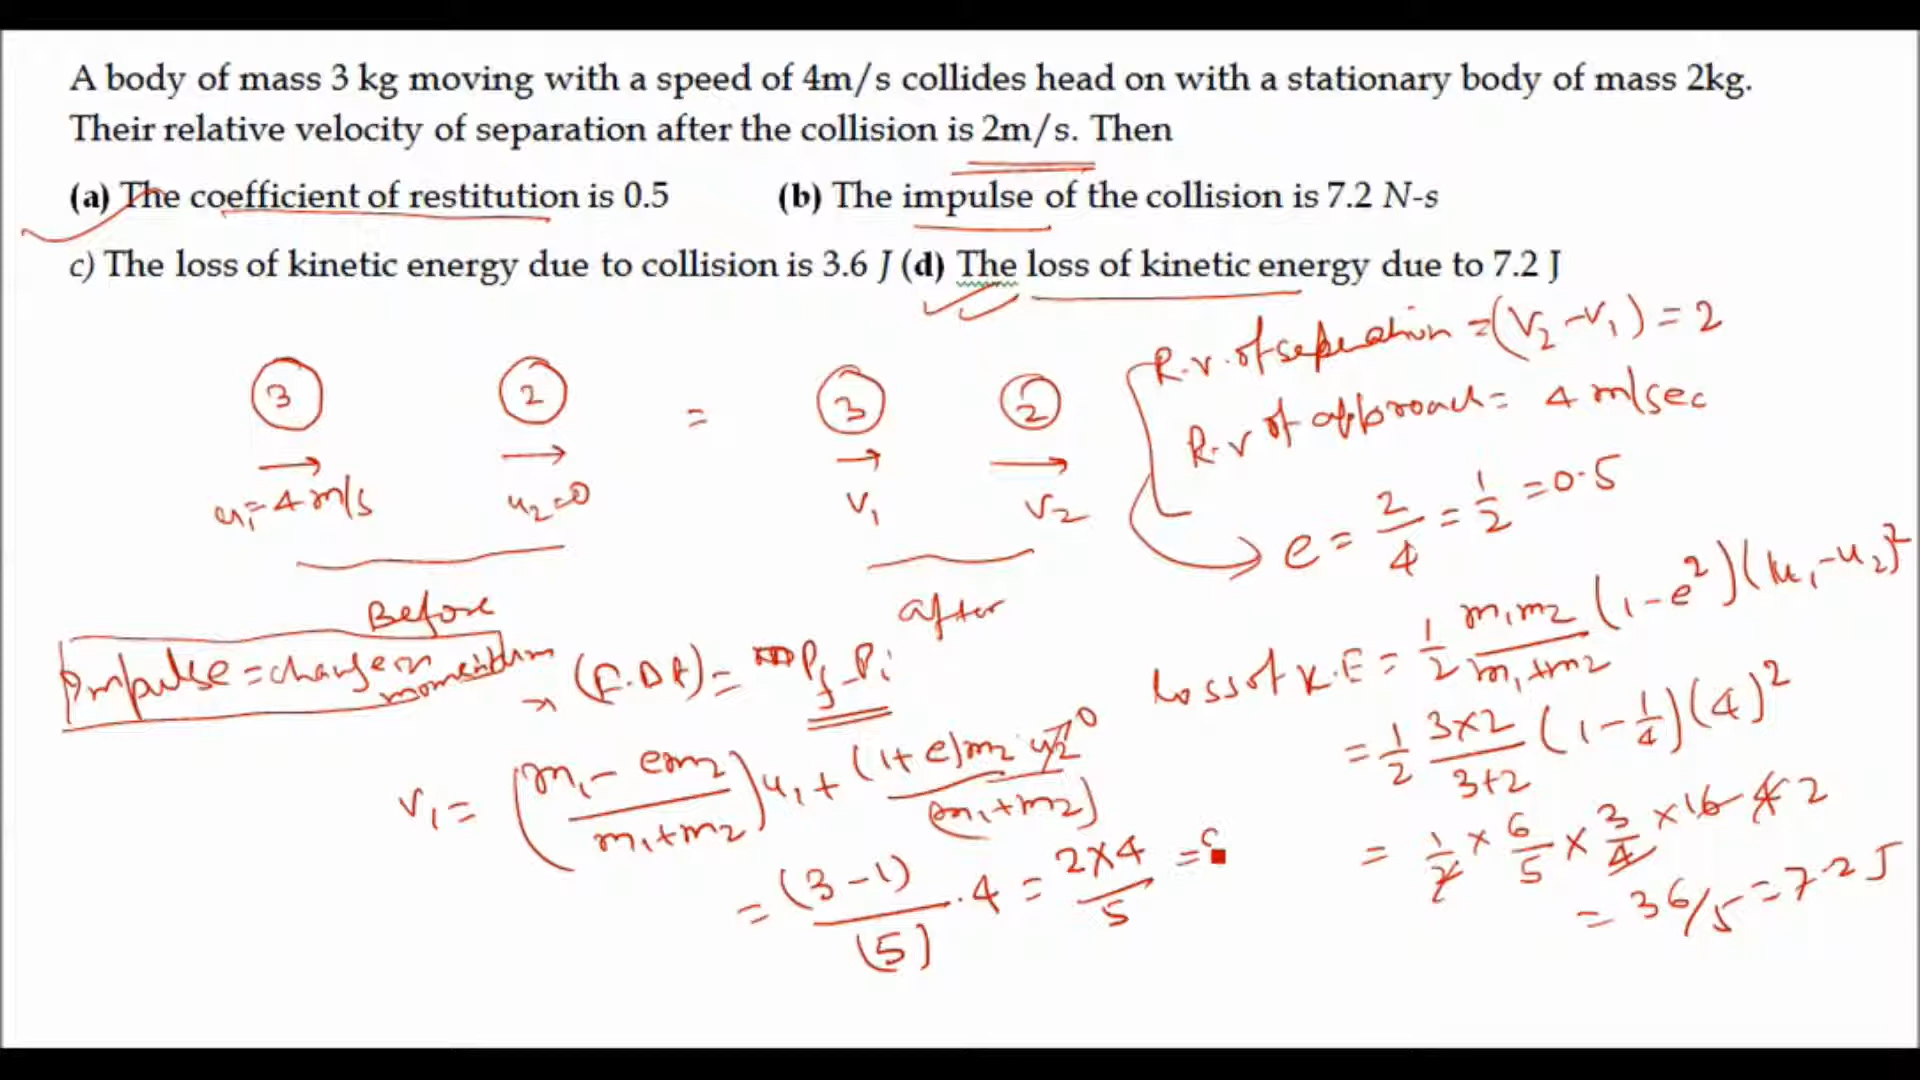 A body of mass 3 kg moving with a speed of 4m/s collides head on with a stationary body of mass 2kg.
Their relative velocity of separation after the collision is 2m/s. Then
(a) The coefficient of restitution is 0.5 (b) The impulse of the collision is 7.2 N-s
c) The loss of kinetic energy due to collision is 3.6 J (d) The loss of kinetic energy due to 7.2 J
R.v. of seperation = (V₂ - V₁) = 2
3 2 = 3 2
R.v of approach = 4 m/sec
u₁ = 4 m/s u₂ = 0 V₁ V₂
e = 2/4 = 1/2 = 0.5
Before after
Impulse = change in momentum → (F.Δt) = P_f - P_i
Loss of K.E = 1/2 m₁m₂/m₁+m₂ (1 - e²)(u₁ - u₂)²
= 1/2 3×2/3+2 (1 - 1/4)(4)²
V₁ = (m₁ - em₂/m₁+m₂) u₁ + (1+e)m₂ u₂ 0/(m₁+m₂)
= 1/2 × 6/5 × 3/4 × 16 4 2
= (3-1)/(5) . 4 = 2×4/5 =
= 36/5 = 7.2 J